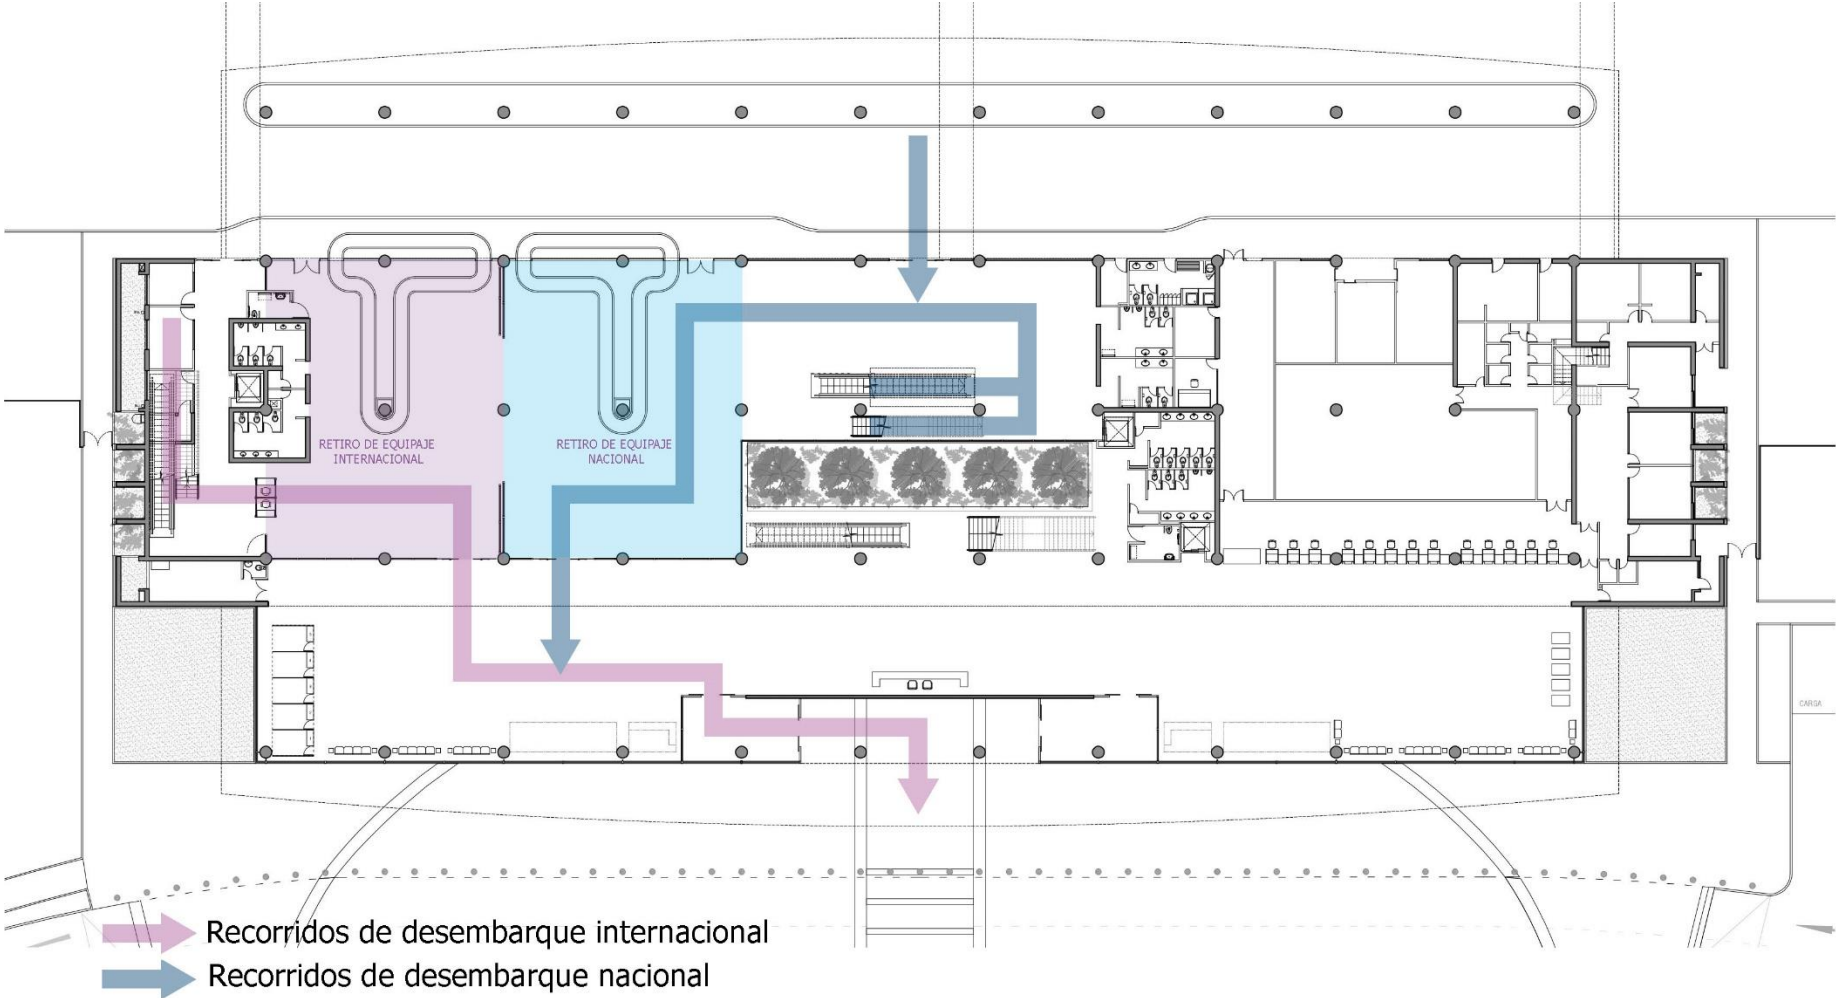 RETIRO DE EQUIPAJE
INTERNACIONAL
RETIRO DE EQUIPAJE
NACIONAL
CARGA
Recorridos de desembarque internacional
Recorridos de desembarque nacional